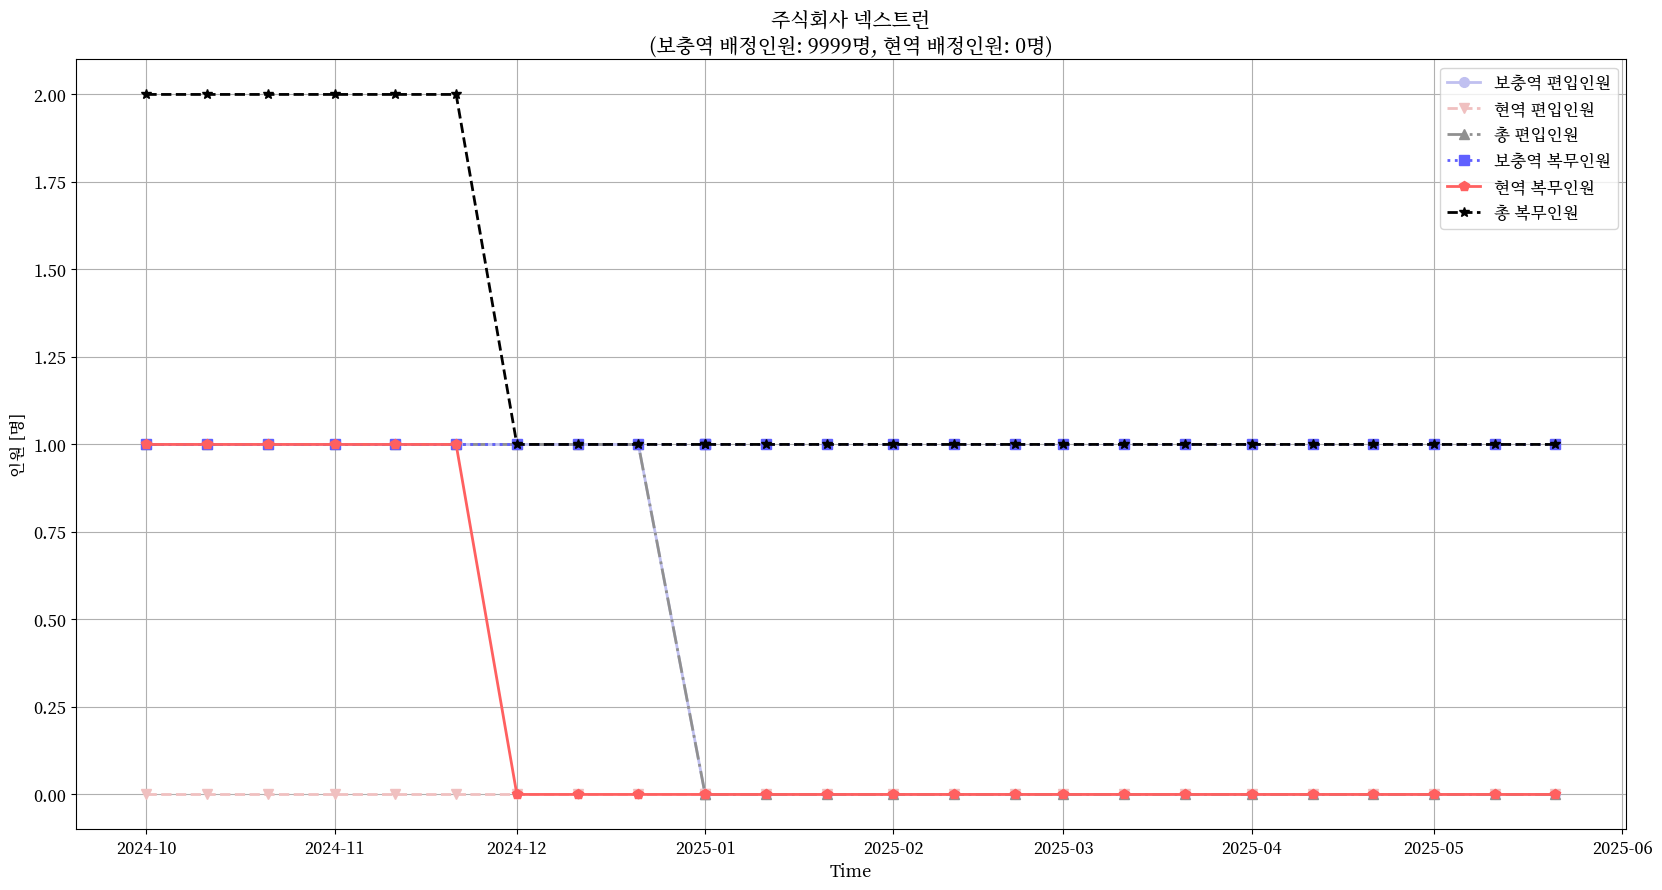 주식회사 넥스트런
(보충역 배정인원: 9999명, 현역 배정인원: 0명)
보충역 편입인원
현역 편입인원
총 편입인원
보충역 복무인원
현역 복무인원
총 복무인원
인원 [명]
2.00
1.75
1.50
1.25
1.00
0.75
0.50
0.25
0.00
2024-10
2024-11
2024-12
2025-01
2025-02
2025-03
2025-04
2025-05
2025-06
Time